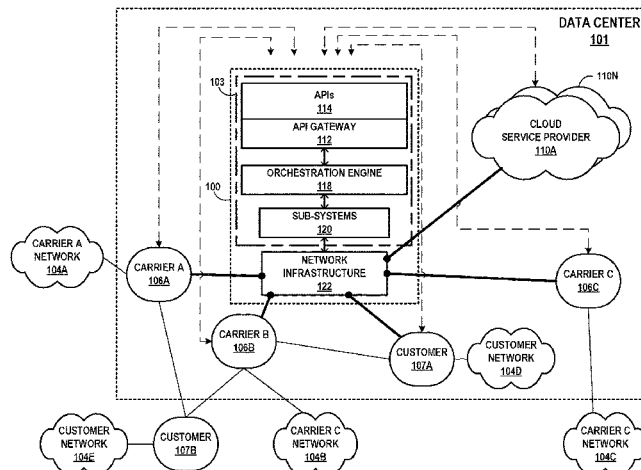 DATA CENTER
101
103
110N
APIs
114
API GATEWAY
112
CLOUD
SERVICE PROVIDER
110A
ORCHESTRATION ENGINE
118
100
SUB-SYSTEMS
120
CARRIER A
NETWORK
104A
CARRIER A
106A
NETWORK
INFRASTRUCTURE
122
CARRIER C
106C
CARRIER B
106B
CUSTOMER
107A
CUSTOMER
NETWORK
104D
CUSTOMER
NETWORK
104E
CUSTOMER
107B
CARRIER C
NETWORK
104B
CARRIER C
NETWORK
104C